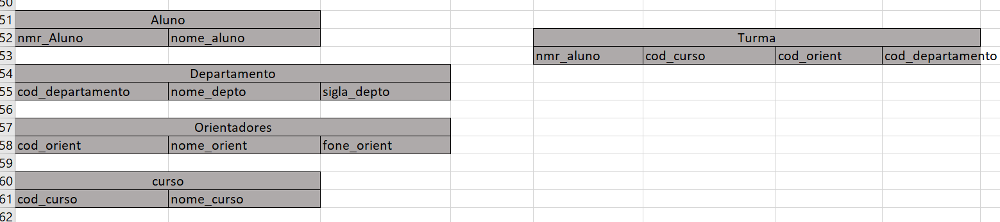 50
51 Aluno
52 nmr_Aluno nome_aluno Turma
53 nmr_aluno cod_curso cod_orient cod_departamento
54 Departamento
55 cod_departamento nome_depto sigla_depto
56
57 Orientadores
58 cod_orient nome_orient fone_orient
59
60 curso
61 cod_curso nome_curso
62